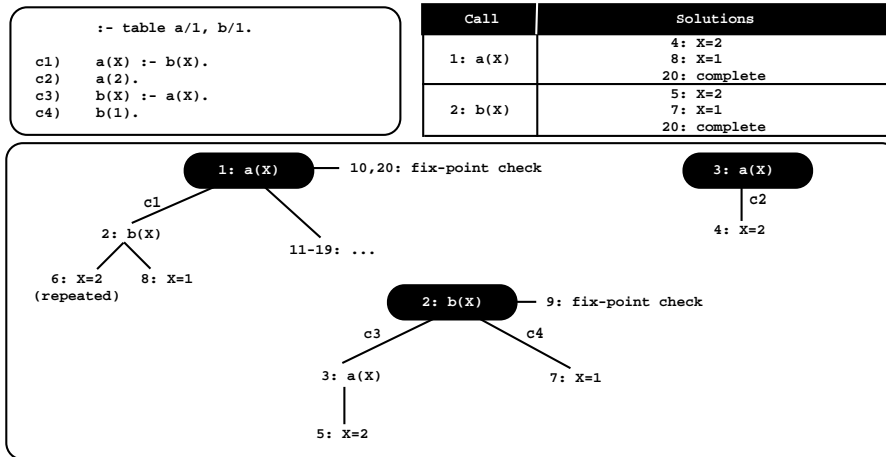 :- table a/1, b/1.
c1) a(X) :- b(X).
c2) a(2).
c3) b(X) :- a(X).
c4) b(1).
Call Solutions
1: a(X)
4: X=2
8: X=1
20: complete
2: b(X)
5: X=2
7: X=1
20: complete
1: a(X) 10,20: fix-point check
3: a(X)
c1
c2
2: b(X)
4: X=2
11-19: ...
6: X=2 8: X=1
(repeated)
2: b(X) 9: fix-point check
c3 c4
3: a(X) 7: X=1
5: X=2